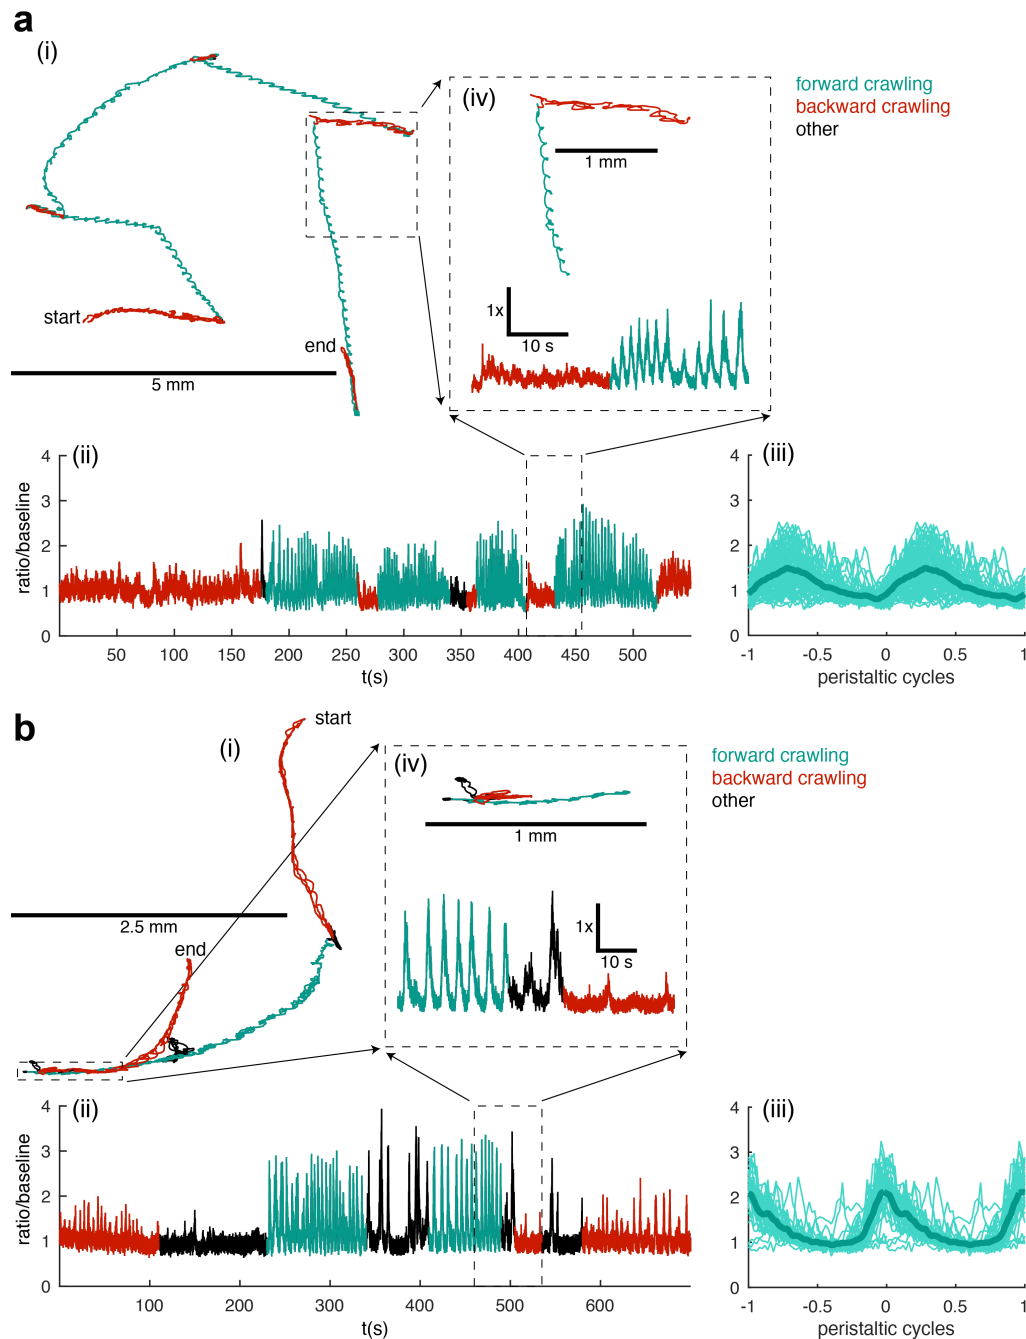 a
(i)
(iv)
forward crawling
backward crawling
other
1 mm
start
1x
10 s
end
5 mm
(ii)
(iii)
ratio/baseline
4
3
2
1
0
50 100 150 200 250 300 350 400 450 500
t(s)
4
3
2
1
0
-1 -0.5 0 0.5 1
peristaltic cycles
b
(i)
start
(iv)
forward crawling
backward crawling
other
1 mm
2.5 mm
end
1x
10 s
(ii)
(iii)
ratio/baseline
4
3
2
1
0
100 200 300 400 500 600
t(s)
4
3
2
1
0
-1 -0.5 0 0.5 1
peristaltic cycles